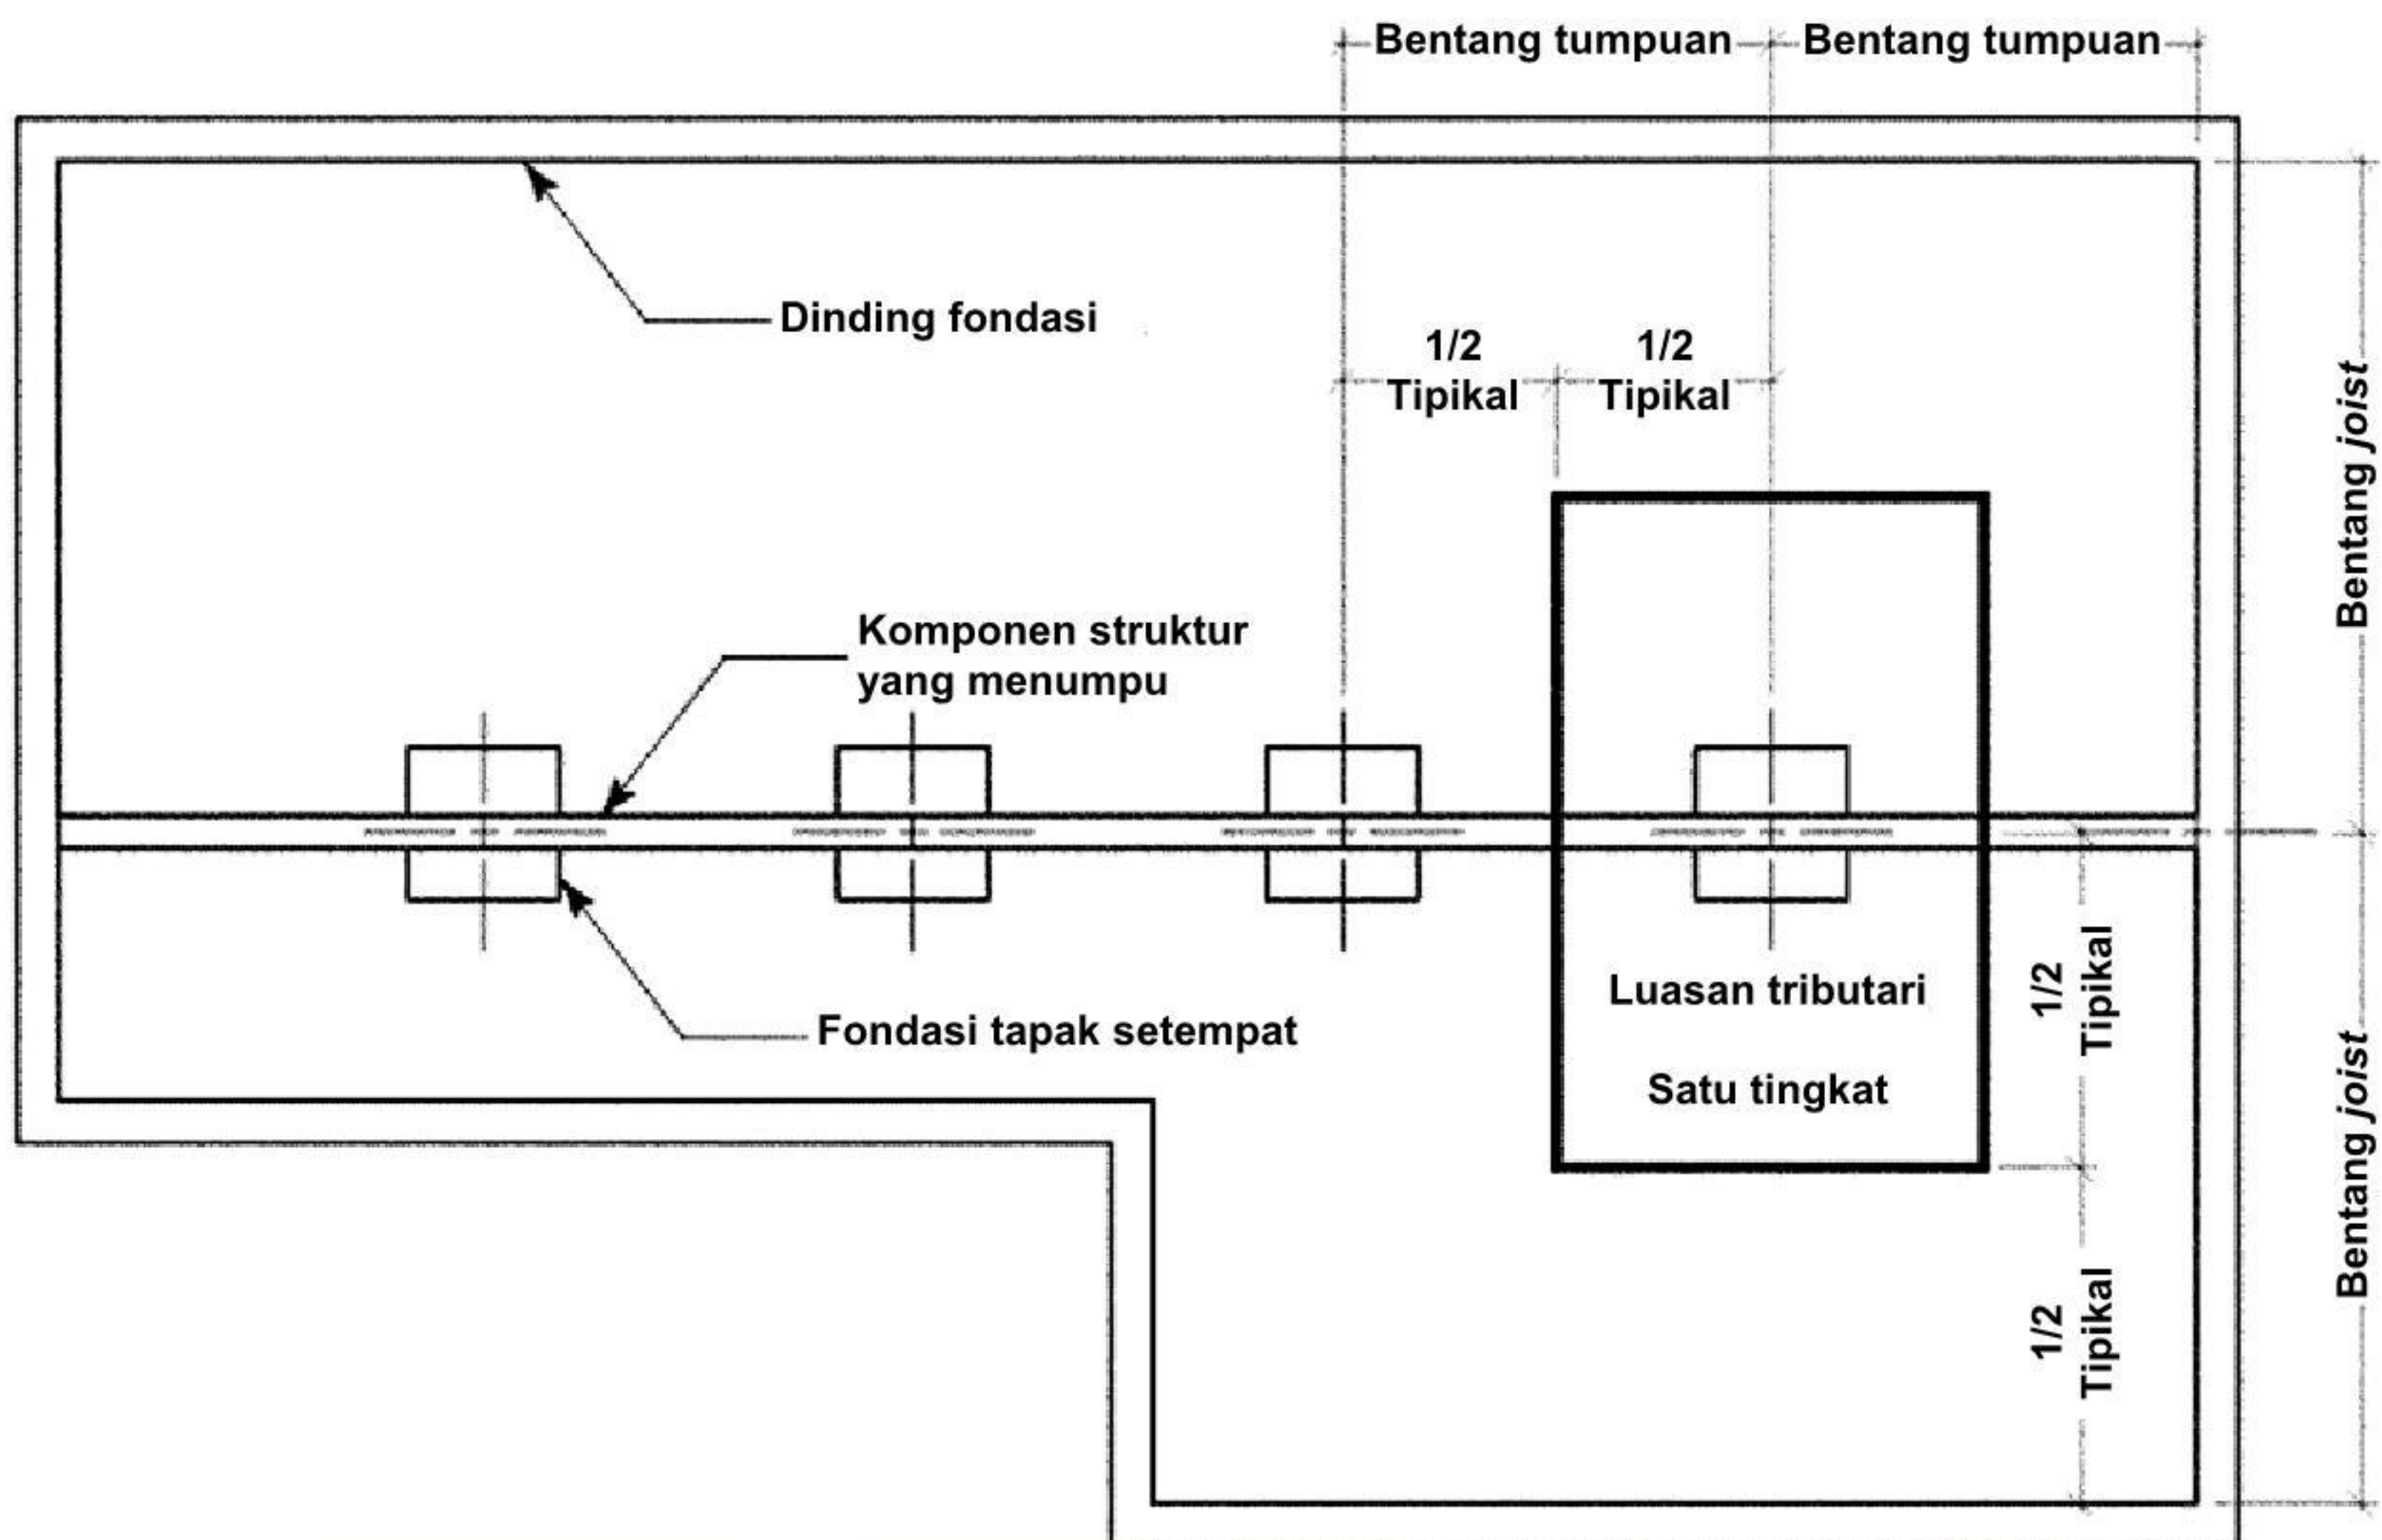 Bentang tumpuan Bentang tumpuan
Dinding fondasi
1/2 1/2
Tipikal Tipikal
Bentang joist
Komponen struktur
yang menumpu
Fondasi tapak setempat
Luasan tributari
Satu tingkat
1/2
Tipikal
1/2
Tipikal
Bentang joist